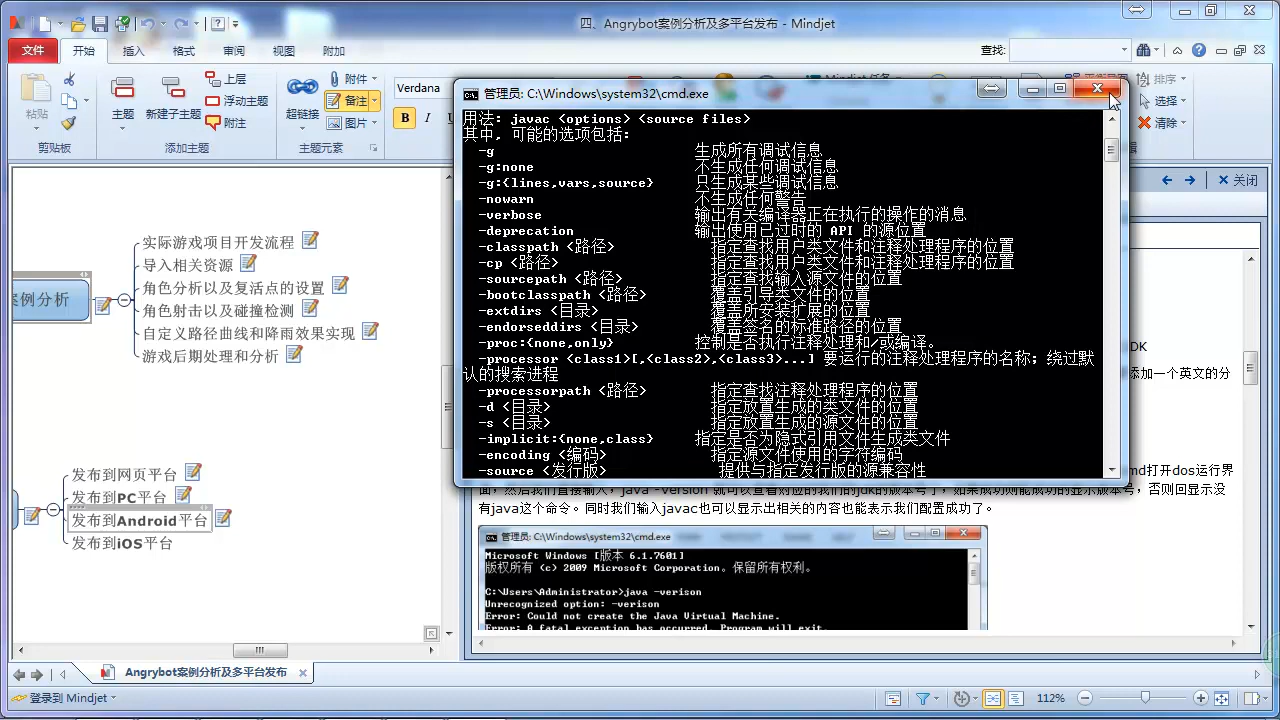 四、Angrybot案例分析及多平台发布 - Mindjet
文件 开始 插入 格式 审阅 视图 附加
查找:
粘贴
剪贴板
主题
新建子主题
上层
浮动主题
附注
添加主题
超链接
附件
备注
图片
主题元素
Verdana
B I
排序
选择
清除
关闭
案例分析
实际游戏项目开发流程
导入相关资源
角色分析以及复活点的设置
角色射击以及碰撞检测
自定义路径曲线和降雨效果实现
游戏后期处理和分析
发布到网页平台
发布到PC平台
发布到Android平台
发布到iOS平台
管理员: C:\Windows\system32\cmd.exe
用法: javac <options> <source files>
其中, 可能的选项包括:
-g 生成所有调试信息
-g:none 不生成任何调试信息
-g:{lines,vars,source} 只生成某些调试信息
-nowarn 不生成任何警告
-verbose 输出有关编译器正在执行的操作的消息
-deprecation 输出使用已过时的 API 的源位置
-classpath <路径> 指定查找用户类文件和注释处理程序的位置
-cp <路径> 指定查找用户类文件和注释处理程序的位置
-sourcepath <路径> 指定查找输入源文件的位置
-bootclasspath <路径> 覆盖引导类文件的位置
-extdirs <目录> 覆盖所安装扩展的位置
-endorseddirs <目录> 覆盖签名的标准路径的位置
-proc:{none,only} 控制是否执行注释处理和/或编译。
-processor <class1>[,<class2>,<class3>...] 要运行的注释处理程序的名称; 绕过默
认的搜索进程
-processorpath <路径> 指定查找注释处理程序的位置
-d <目录> 指定放置生成的类文件的位置
-s <目录> 指定放置生成的源文件的位置
-implicit:{none,class} 指定是否为隐式引用文件生成类文件
-encoding <编码> 指定源文件使用的字符编码
-source <发行版> 提供与指定发行版的源兼容性
DK
添加一个英文的分
md打开dos运行界
面，然后我们直接输入，java -version 就可以查看对应的我们的jdk的版本号了，如果成功则能成功的显示版本号，否则回显示没
有java这个命令。同时我们输入javac也可以显示出相关的内容也能表示我们配置成功了。
管理员: C:\Windows\system32\cmd.exe
Microsoft Windows [版本 6.1.7601]
版权所有 (c) 2009 Microsoft Corporation。保留所有权利。
C:\Users\Administrator>java -verison
Unrecognized option: -verison
Error: Could not create the Java Virtual Machine.
Error: A fatal exception has occurred. Program will exit.
Angrybot案例分析及多平台发布
登录到 Mindjet
112%